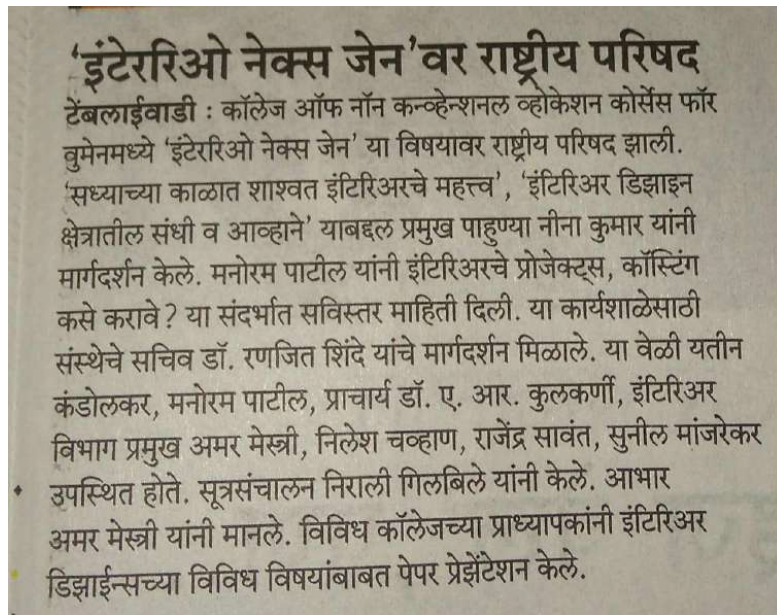 ‘इंटेररिओ नेक्स जेन’वर राष्ट्रीय परिषद
टेंबलाईवाडी : कॉलेज ऑफ नॉन कन्व्हेन्शनल व्होकेशन कोर्सेस फॉर
वुमेनमध्ये ‘इंटेररिओ नेक्स जेन’ या विषयावर राष्ट्रीय परिषद झाली.
‘सध्याच्या काळात शाश्वत इंटिरिअरचे महत्त्व’, ‘इंटिरिअर डिझाइन
क्षेत्रातील संधी व आव्हाने’ याबद्दल प्रमुख पाहुण्या नीना कुमार यांनी
मार्गदर्शन केले. मनोरम पाटील यांनी इंटिरिअरचे प्रोजेक्ट्स, कॉस्टिंग
कसे करावे? या संदर्भात सविस्तर माहिती दिली. या कार्यशाळेसाठी
संस्थेचे सचिव डॉ. रणजित शिंदे यांचे मार्गदर्शन मिळाले. या वेळी यतीन
कंडोलकर, मनोरम पाटील, प्राचार्य डॉ. ए. आर. कुलकर्णी, इंटिरिअर
विभाग प्रमुख अमर मेस्त्री, निलेश चव्हाण, राजेंद्र सावंत, सुनील मांजरेकर
उपस्थित होते. सूत्रसंचालन निराली गिलबिले यांनी केले. आभार
अमर मेस्त्री यांनी मानले. विविध कॉलेजच्या प्राध्यापकांनी इंटिरिअर
डिझाईन्सच्या विविध विषयांबाबत पेपर प्रेझेंटेशन केले.